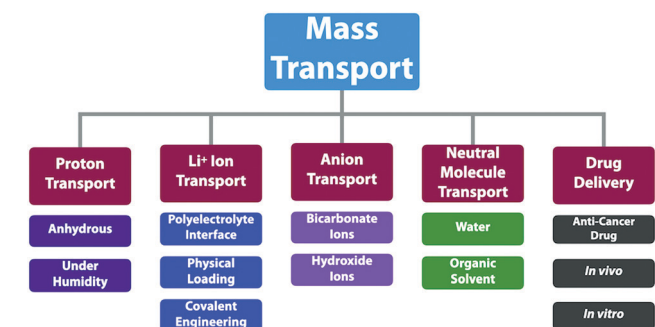 Mass
Transport
Proton
Transport
Li⁺ Ion
Transport
Anion
Transport
Neutral
Molecule
Transport
Drug
Delivery
Anhydrous
Polyelectrolyte
Interface
Bicarbonate
Ions
Water
Anti-Cancer
Drug
Under
Humidity
Physical
Loading
Hydroxide
Ions
Organic
Solvent
In vivo
Covalent
Engineering
In vitro